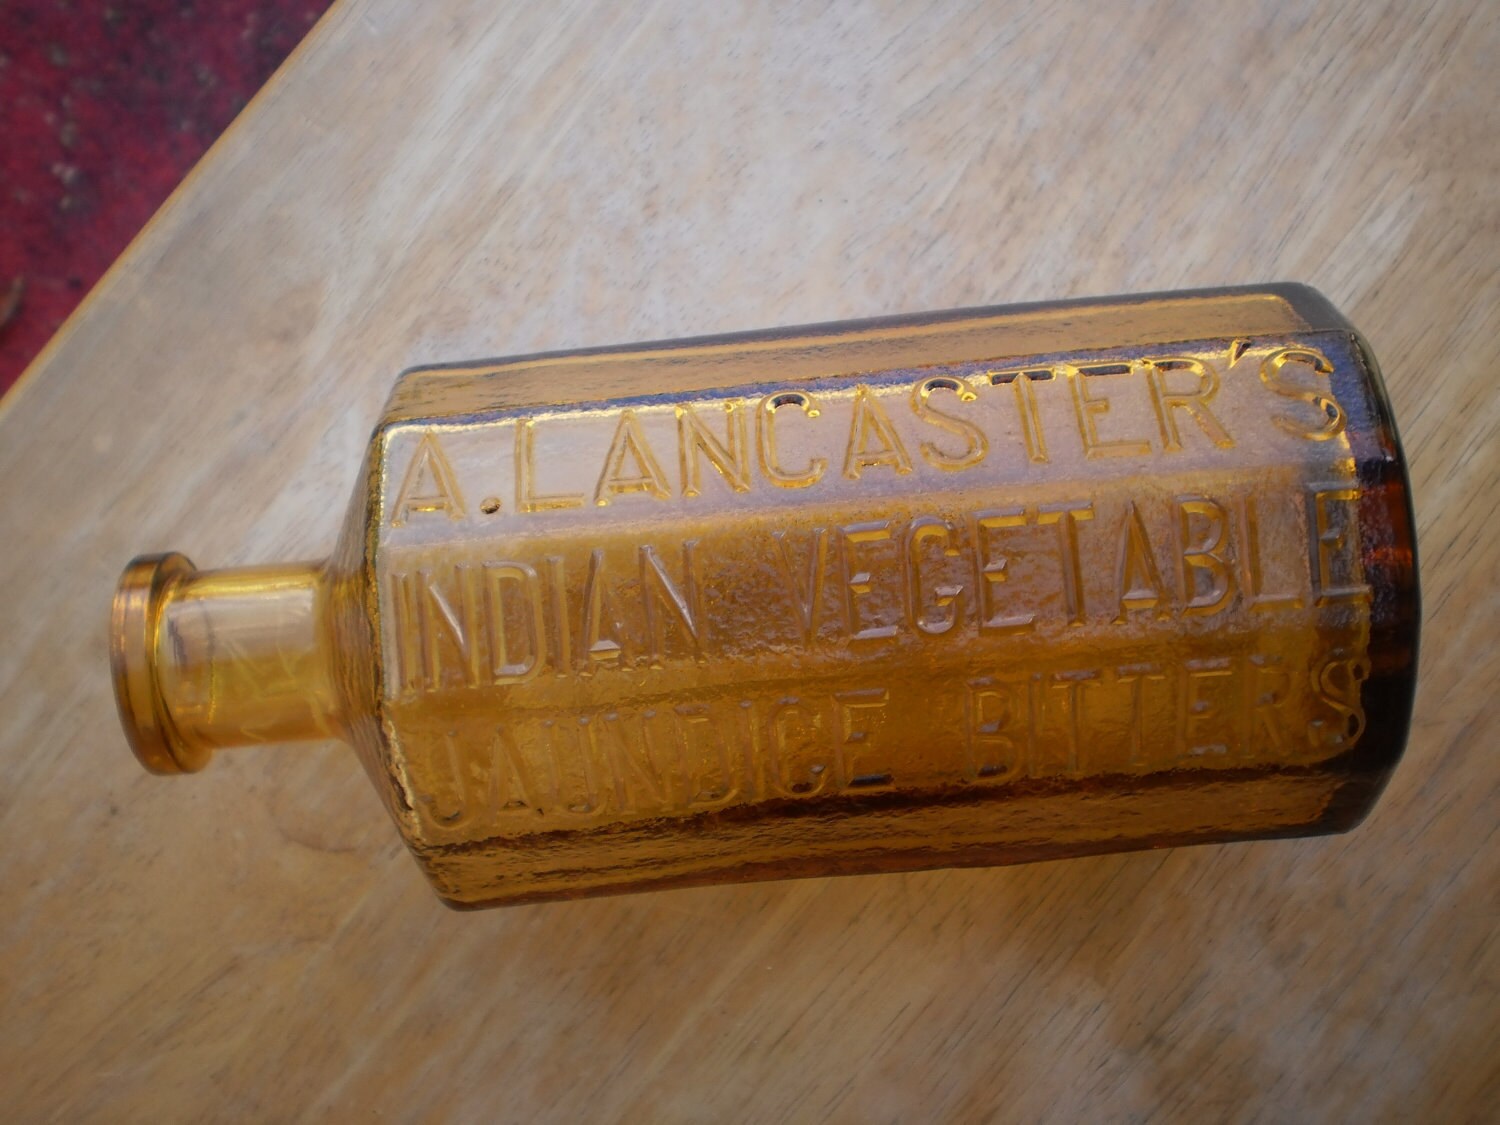 A. LANCASTER'S
INDIAN VEGETABLE
JAUNDICE BITTERS